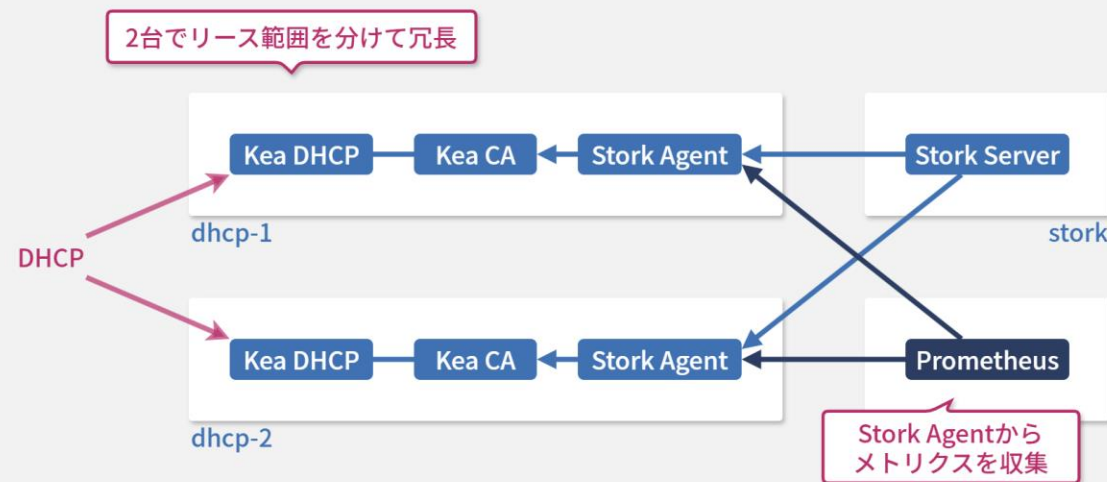 2台でリース範囲を分けて冗長
Kea DHCP
Kea CA
Stork Agent
Stork Server
dhcp-1
stork
DHCP
Kea DHCP
Kea CA
Stork Agent
Prometheus
dhcp-2
Stork Agentから
メトリクスを収集